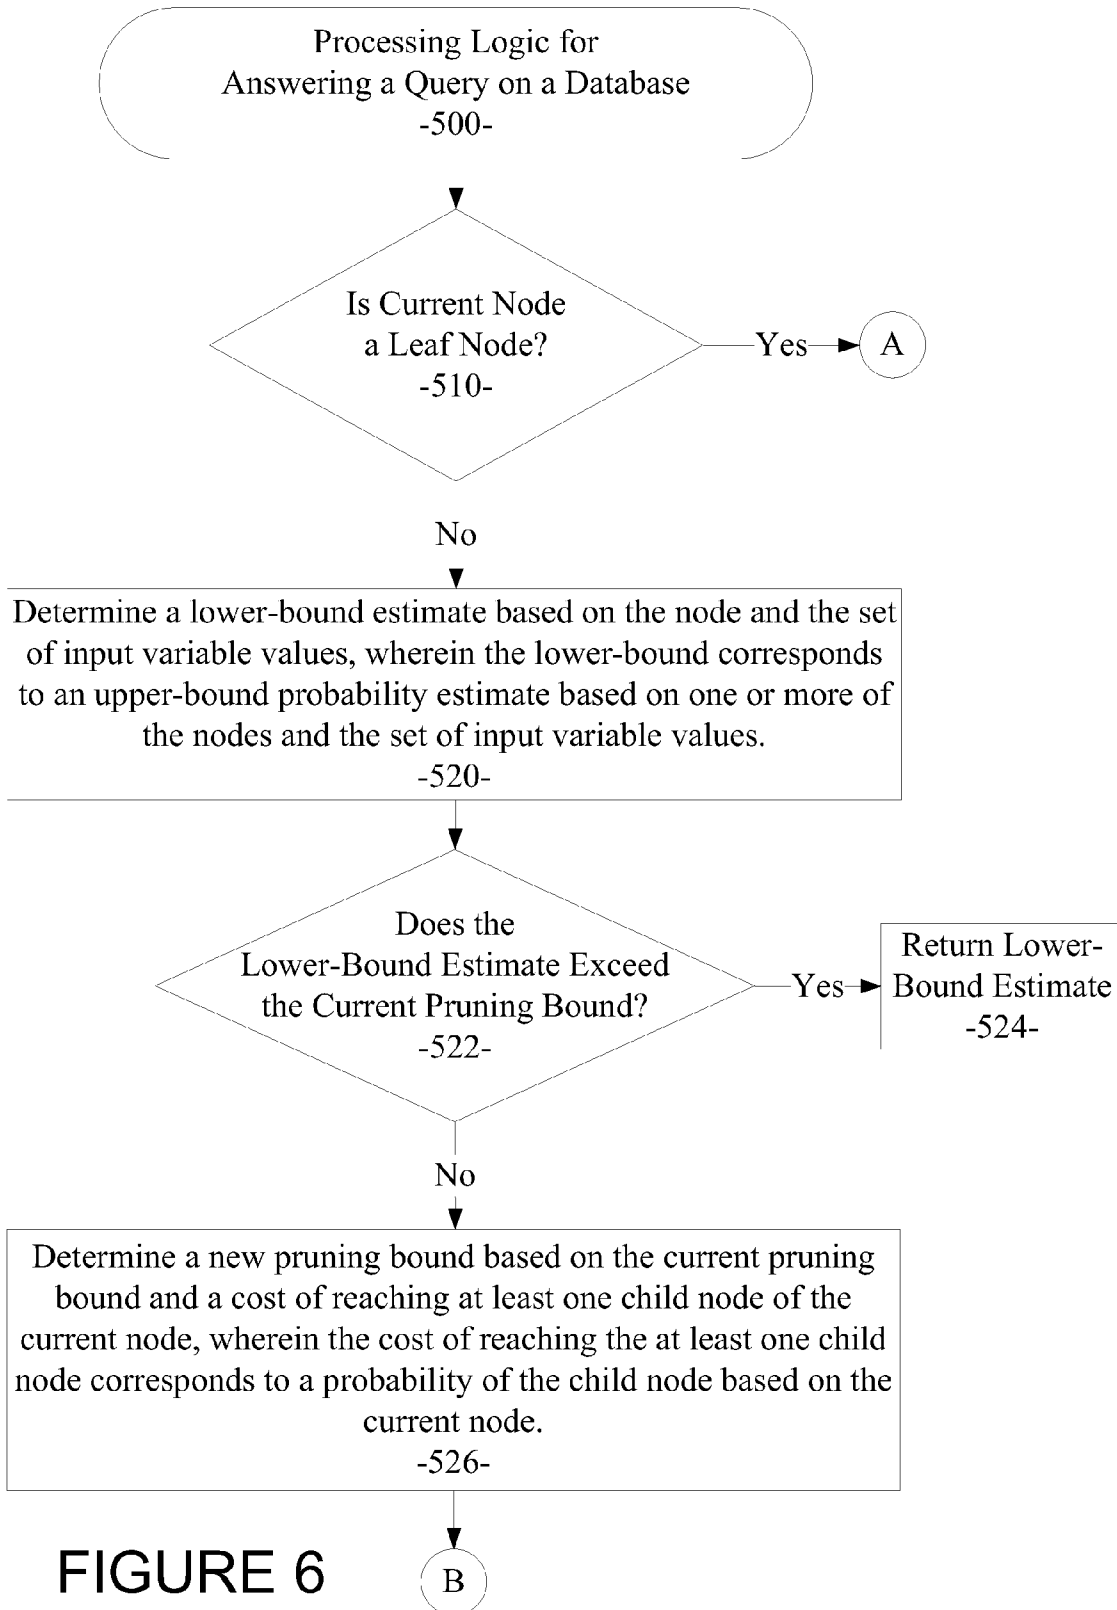 Processing Logic for
Answering a Query on a Database
-500-
Is Current Node
a Leaf Node?
-510-
Yes
A
No
Determine a lower-bound estimate based on the node and the set
of input variable values, wherein the lower-bound corresponds
to an upper-bound probability estimate based on one or more of
the nodes and the set of input variable values.
-520-
Does the
Lower-Bound Estimate Exceed
the Current Pruning Bound?
-522-
Yes
Return Lower-
Bound Estimate
-524-
No
Determine a new pruning bound based on the current pruning
bound and a cost of reaching at least one child node of the
current node, wherein the cost of reaching the at least one child
node corresponds to a probability of the child node based on the
current node.
-526-
FIGURE 6
B